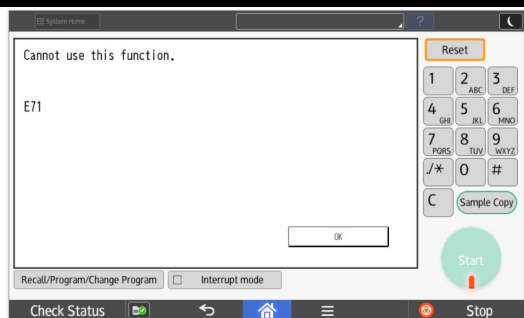 System Home
?
Cannot use this function.
Reset
E71
1
2 ABC
3 DEF
4 GHI
5 JKL
6 MNO
7 PQRS
8 TUV
9 WXYZ
./*
0
#
C
Sample Copy
OK
Start
Recall/Program/Change Program
Interrupt mode
Check Status
Stop